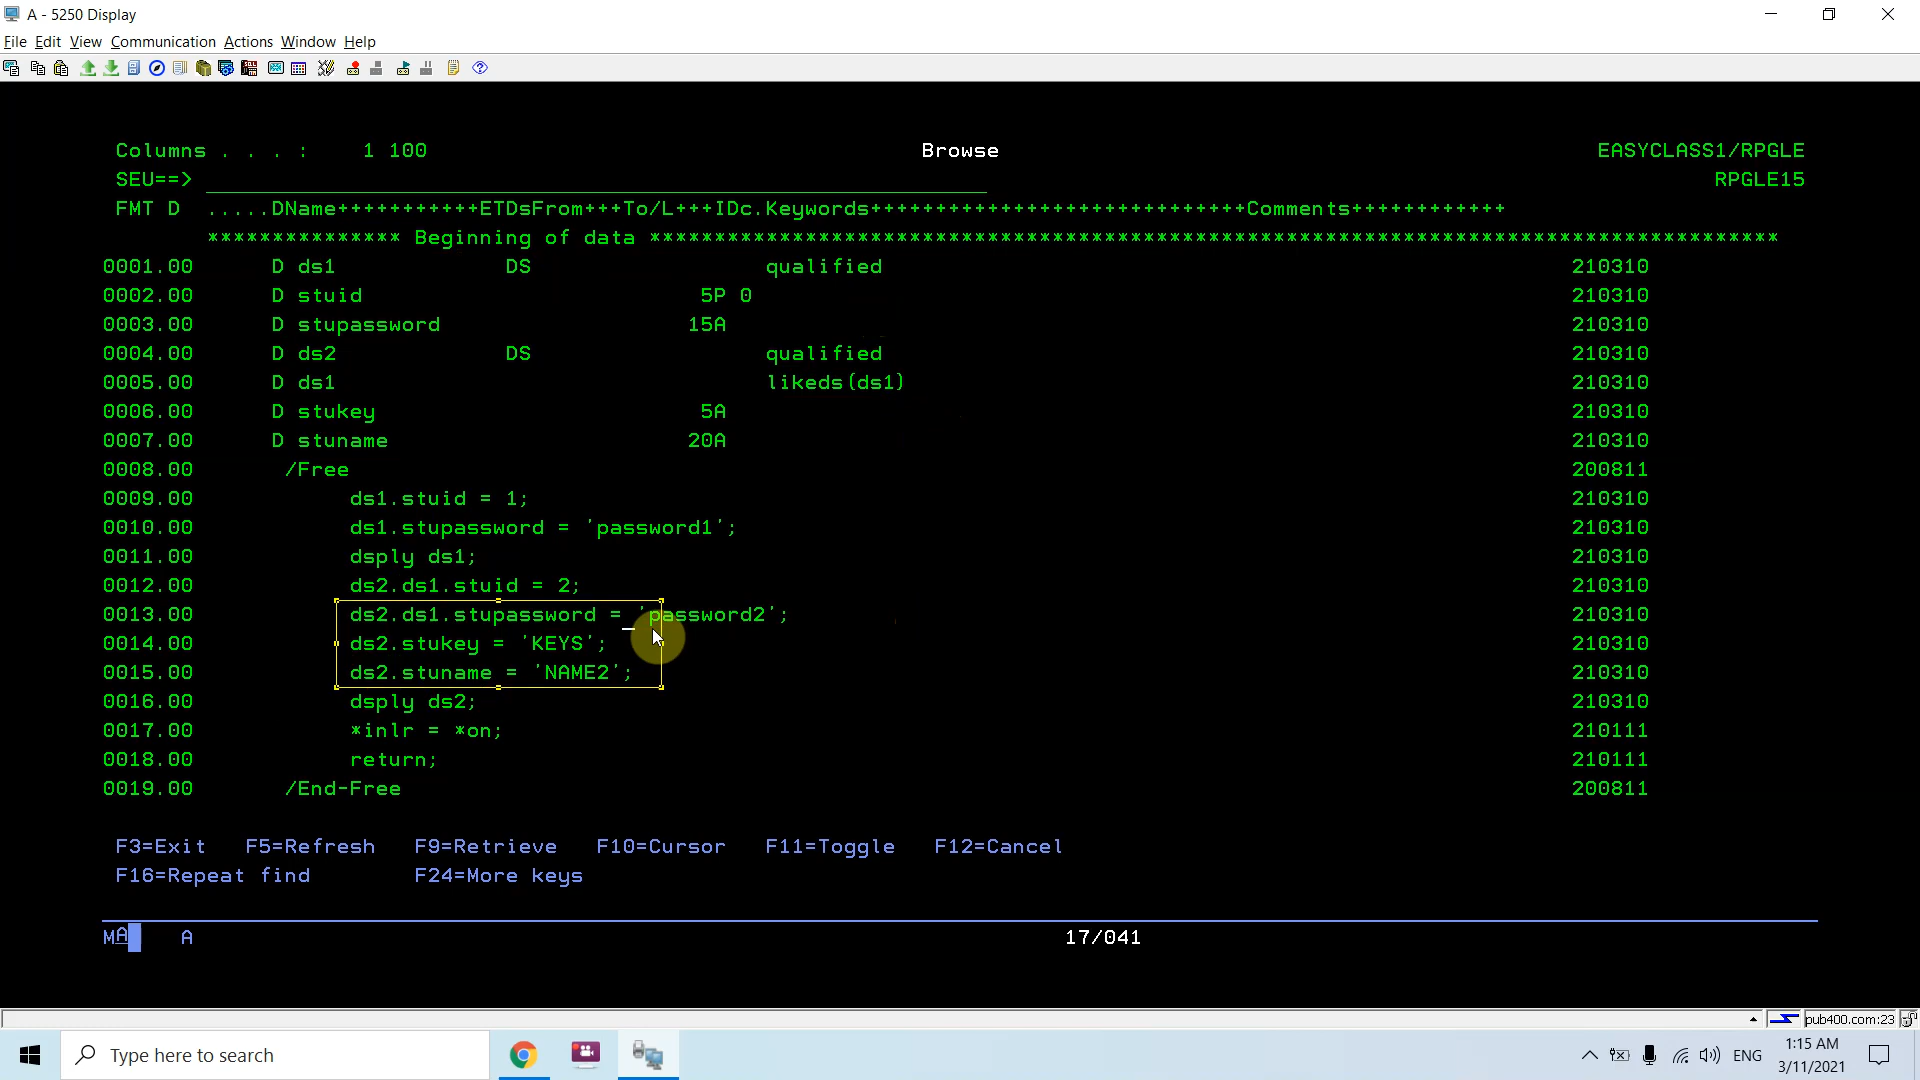 A - 5250 Display
File Edit View Communication Actions Window Help
Columns . . . : 1 100 Browse EASYCLASS1/RPGLE
SEU==> RPGLE15
FMT D .....DName+++++++++++ETDsFrom+++To/L+++IDc.Keywords+++++++++++++++++++++++++++++Comments++++++++++++
*************** Beginning of data ***************************************************************************************
0001.00 D ds1 DS qualified 210310
0002.00 D stuid 5P 0 210310
0003.00 D stupassword 15A 210310
0004.00 D ds2 DS qualified 210310
0005.00 D ds1 likeds(ds1) 210310
0006.00 D stukey 5A 210310
0007.00 D stuname 20A 210310
0008.00 /Free 200811
0009.00 ds1.stuid = 1; 210310
0010.00 ds1.stupassword = 'password1'; 210310
0011.00 dsply ds1; 210310
0012.00 ds2.ds1.stuid = 2; 210310
0013.00 ds2.ds1.stupassword = 'password2'; 210310
0014.00 ds2.stukey = 'KEYS'; 210310
0015.00 ds2.stuname = 'NAME2'; 210310
0016.00 dsply ds2; 210310
0017.00 *inlr = *on; 210111
0018.00 return; 210111
0019.00 /End-Free 200811
F3=Exit F5=Refresh F9=Retrieve F10=Cursor F11=Toggle F12=Cancel
F16=Repeat find F24=More keys
MA A 17/041
pub400.com:23
Type here to search ENG 1:15 AM
3/11/2021